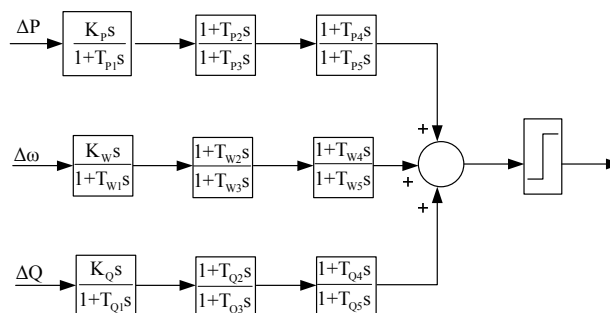 ΔP
K_P s
1+T_P1 s
1+T_P2 s
1+T_P3 s
1+T_P4 s
1+T_P5 s
+
Δω
K_W s
1+T_W1 s
1+T_W2 s
1+T_W3 s
1+T_W4 s
1+T_W5 s
+
+
ΔQ
K_Q s
1+T_Q1 s
1+T_Q2 s
1+T_Q3 s
1+T_Q4 s
1+T_Q5 s